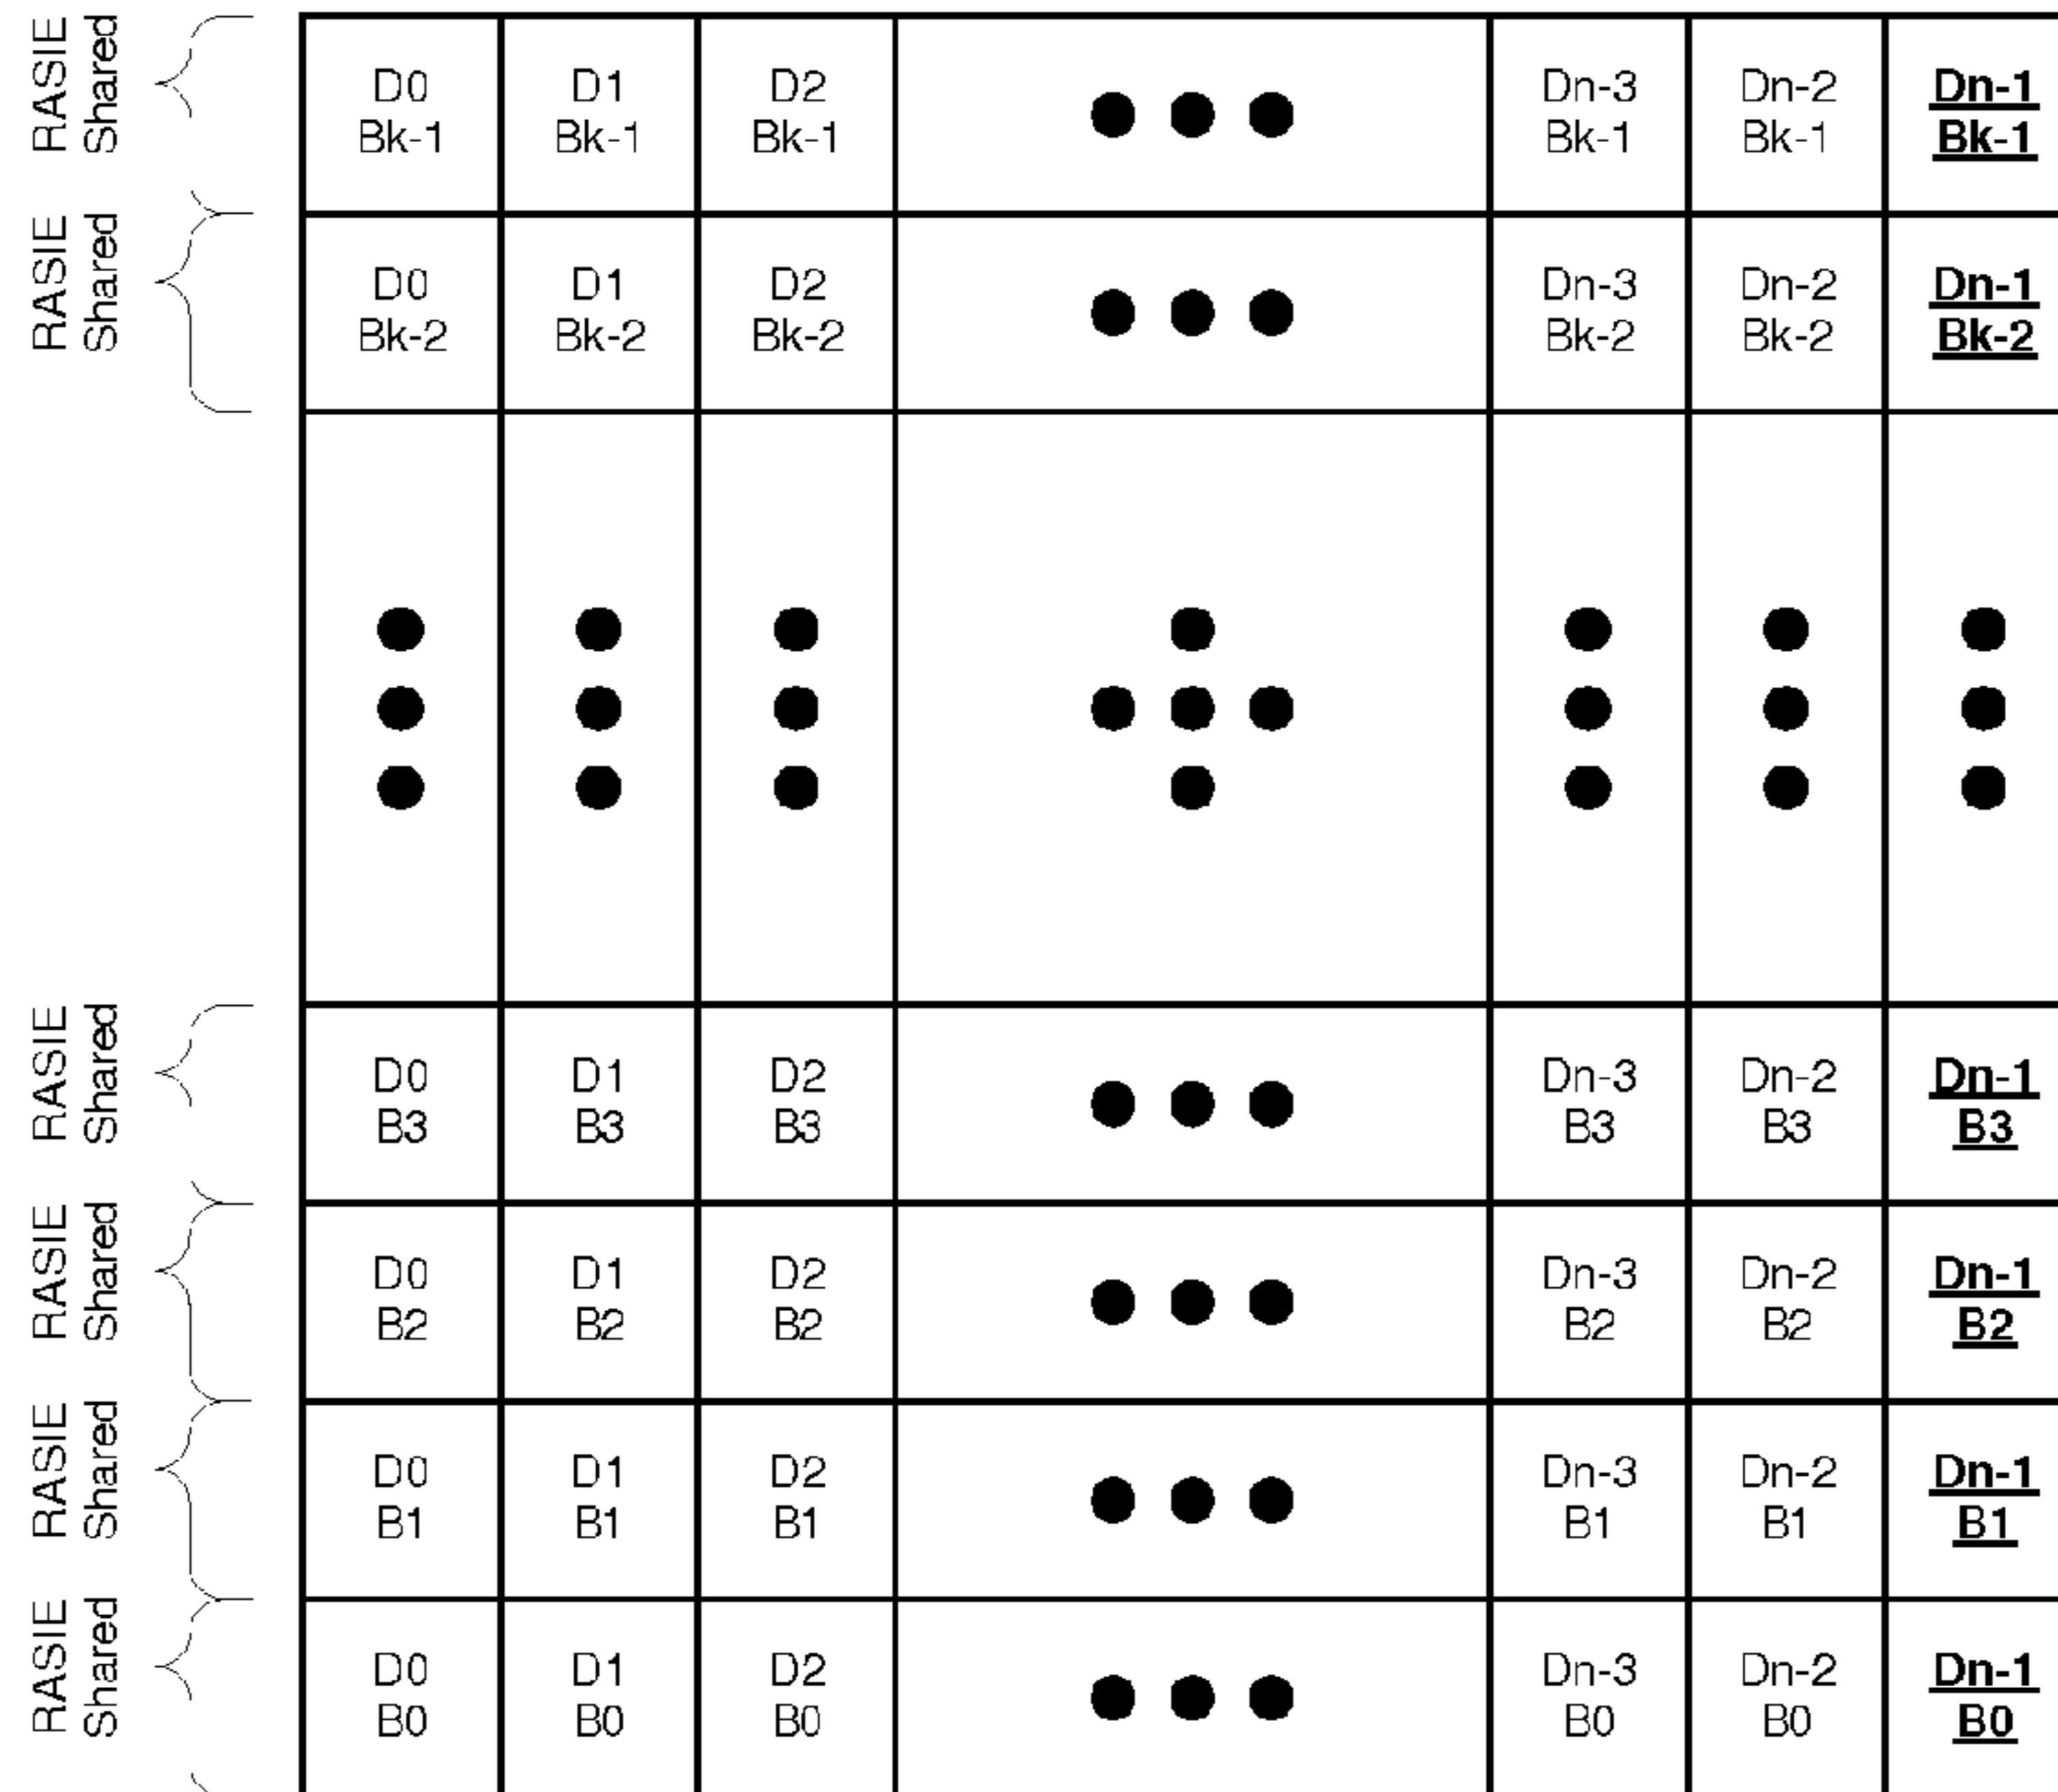 RASIE
Shared
D0 D1 D2 Dn-3 Dn-2 Dn-1
Bk-1 Bk-1 Bk-1 Bk-1 Bk-1 Bk-1
RASIE
Shared
D0 D1 D2 Dn-3 Dn-2 Dn-1
Bk-2 Bk-2 Bk-2 Bk-2 Bk-2 Bk-2
RASIE
Shared
D0 D1 D2 Dn-3 Dn-2 Dn-1
B3 B3 B3 B3 B3 B3
RASIE
Shared
D0 D1 D2 Dn-3 Dn-2 Dn-1
B2 B2 B2 B2 B2 B2
RASIE
Shared
D0 D1 D2 Dn-3 Dn-2 Dn-1
B1 B1 B1 B1 B1 B1
RASIE
Shared
D0 D1 D2 Dn-3 Dn-2 Dn-1
B0 B0 B0 B0 B0 B0